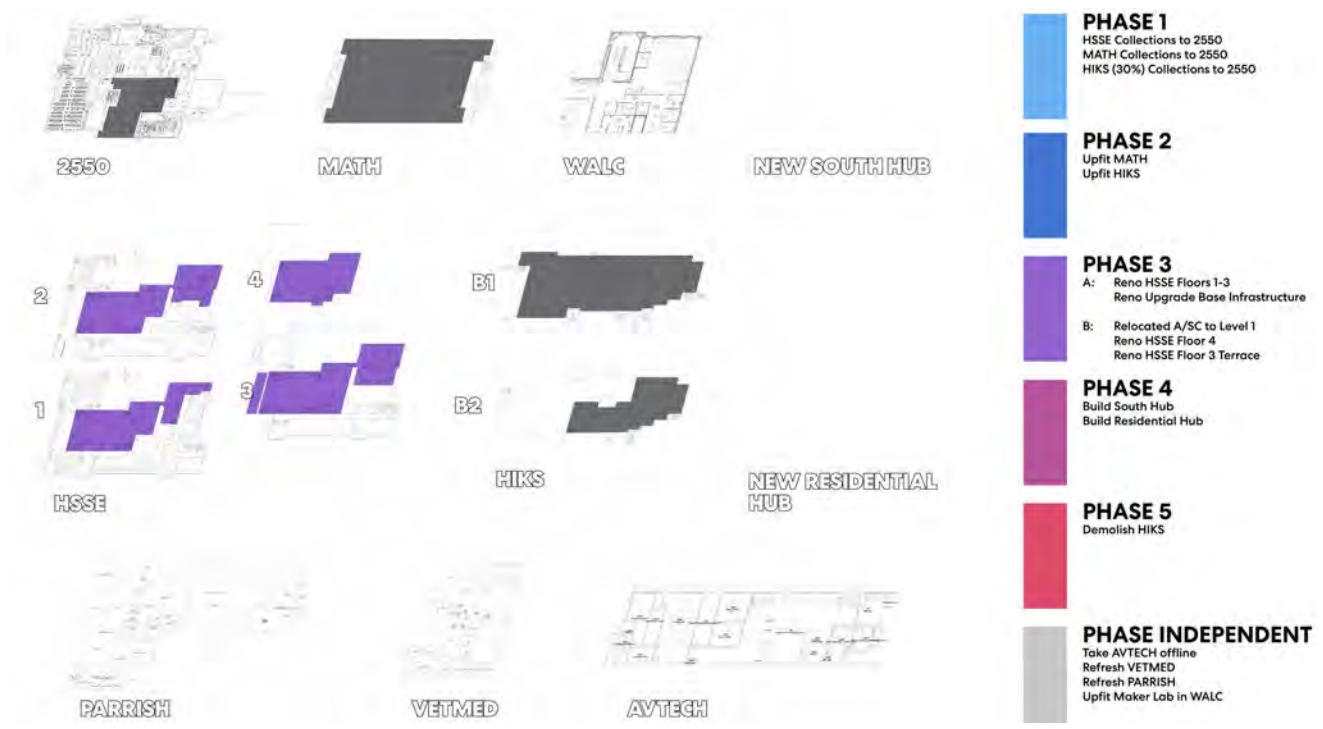 2550
MATH
WALC
NEW SOUTH HUB
2
4
B1
1
3
B2
HSSE
HIKS
NEW RESIDENTIAL
HUB
PARRISH
VETMED
AVTECH
PHASE 1
HSSE Collections to 2550
MATH Collections to 2550
HIKS (30%) Collections to 2550
PHASE 2
Upfit MATH
Upfit HIKS
PHASE 3
A: Reno HSSE Floors 1-3
Reno Upgrade Base Infrastructure
B: Relocated A/SC to Level 1
Reno HSSE Floor 4
Reno HSSE Floor 3 Terrace
PHASE 4
Build South Hub
Build Residential Hub
PHASE 5
Demolish HIKS
PHASE INDEPENDENT
Take AVTECH offline
Refresh VETMED
Refresh PARRISH
Upfit Maker Lab in WALC